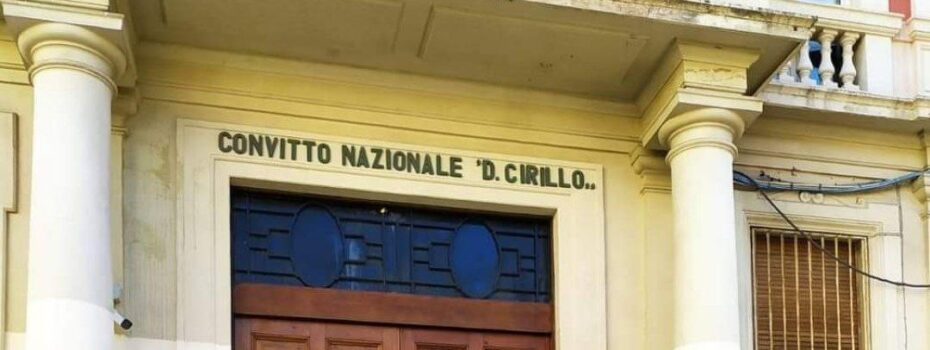 CONVITTO NAZIONALE "D. CIRILLO„